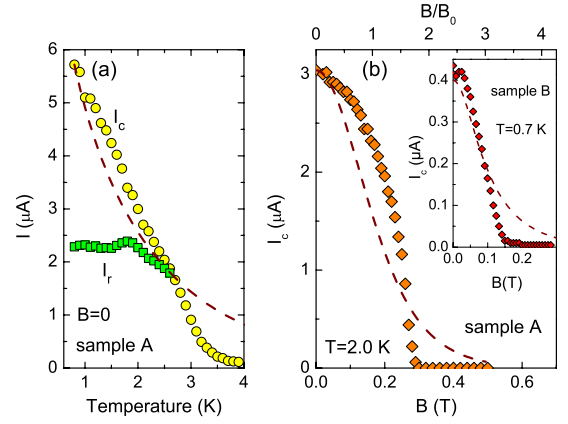 B/B0
0 1 2 3 4
(a)
(b)
6
5
4
3
2
1
0
I (μA)
Ic
Ir
B=0
sample A
1 2 3 4
Temperature (K)
3
2
1
0
Ic (μA)
T=2.0 K
sample A
0.0 0.2 0.4 0.6
B (T)
0.4
0.3
0.2
0.1
0.0
Ic (μA)
sample B
T=0.7 K
0.0 0.1 0.2
B(T)